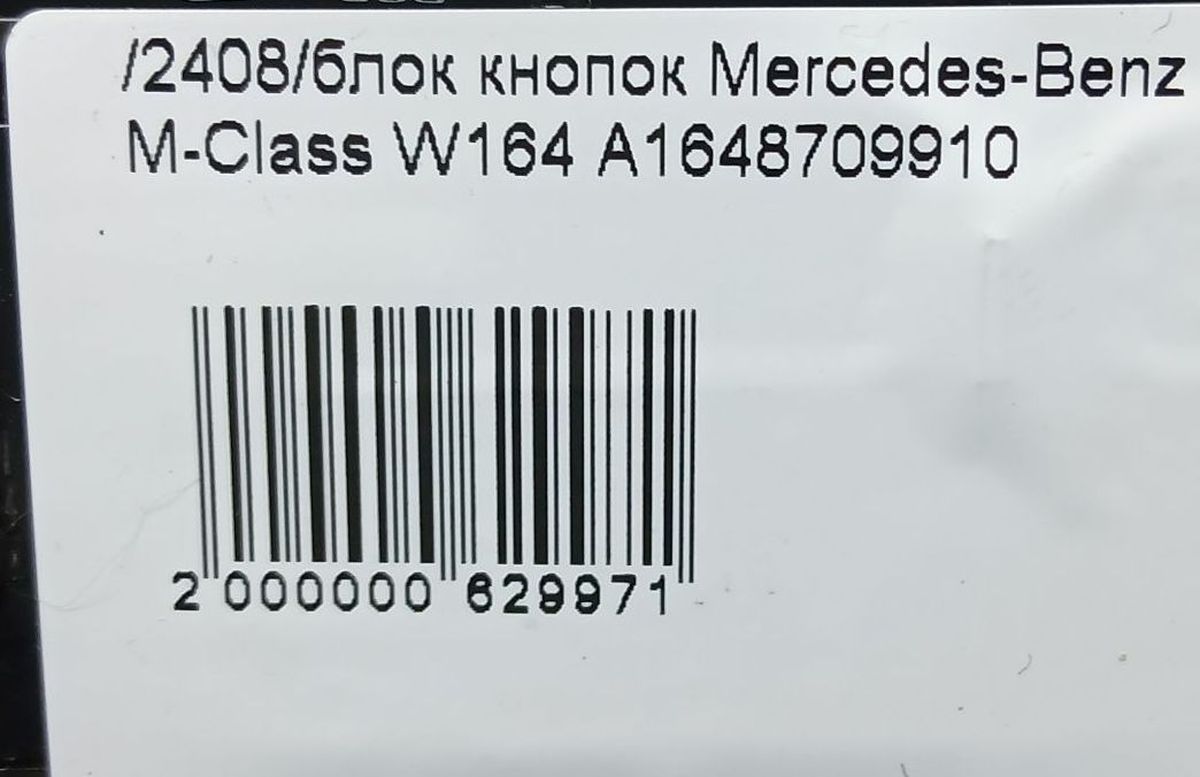 /2408/блок кнопок Mercedes-Benz
M-Class W164 A1648709910
2 000000 629971